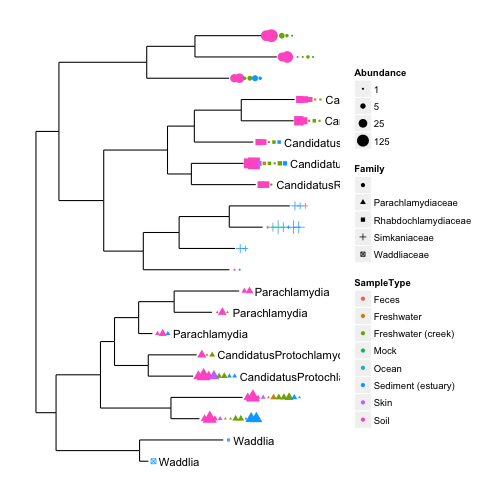 Ca
Ca
Candidatus
Candidatu
CandidatusR
Parachlamydia
Parachlamydia
Parachlamydia
CandidatusProtochlamy
CandidatusProtochl
Waddlia
Waddlia
Abundance
1
5
25
125
Family
Parachlamydiaceae
Rhabdochlamydiaceae
Simkaniaceae
Waddliaceae
SampleType
Feces
Freshwater
Freshwater (creek)
Mock
Ocean
Sediment (estuary)
Skin
Soil